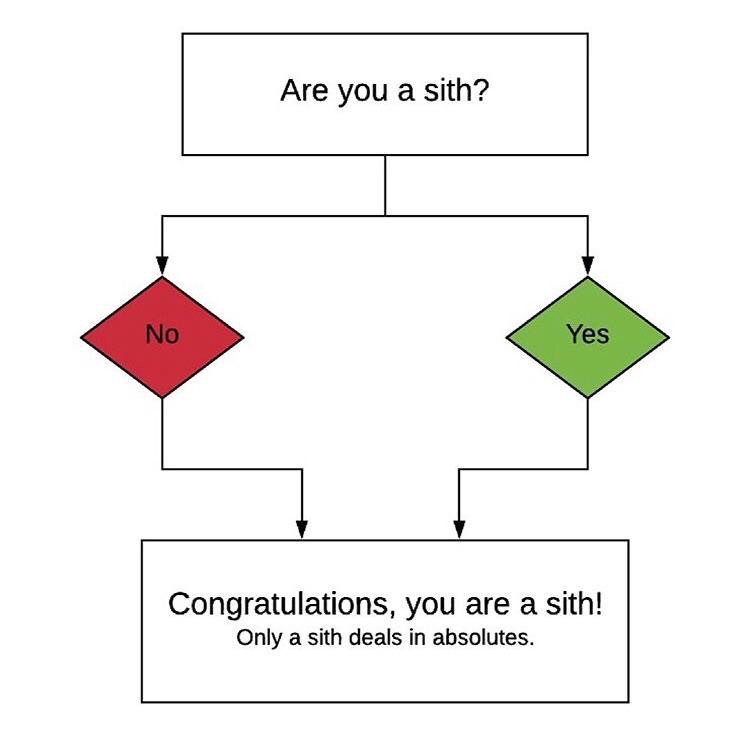 Are you a sith?
No
Yes
Congratulations, you are a sith!
Only a sith deals in absolutes.